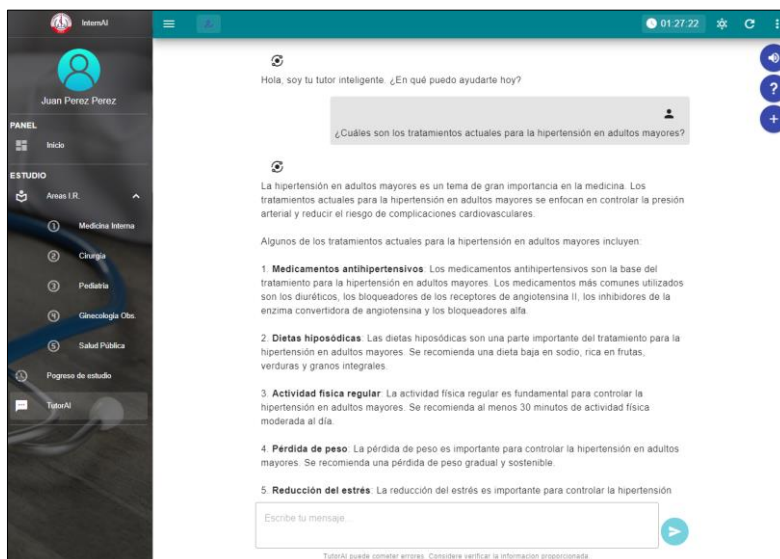 InternAI
01:27:22
Juan Perez Perez
PANEL
Inicio
ESTUDIO
Areas I.R.
1 Medicina Interna
2 Cirugía
3 Pediatria
4 Ginecologia Obs.
5 Salud Pública
Pogreso de estudio
TutorAI
Hola, soy tu tutor inteligente. ¿En qué puedo ayudarte hoy?
¿Cuáles son los tratamientos actuales para la hipertensión en adultos mayores?
La hipertensión en adultos mayores es un tema de gran importancia en la medicina. Los
tratamientos actuales para la hipertensión en adultos mayores se enfocan en controlar la presión
arterial y reducir el riesgo de complicaciones cardiovasculares.
Algunos de los tratamientos actuales para la hipertensión en adultos mayores incluyen:
1. Medicamentos antihipertensivos: Los medicamentos antihipertensivos son la base del
tratamiento para la hipertensión en adultos mayores. Los medicamentos más comunes utilizados
son los diuréticos, los bloqueadores de los receptores de angiotensina II, los inhibidores de la
enzima convertidora de angiotensina y los bloqueadores alfa.
2. Dietas hiposódicas: Las dietas hiposódicas son una parte importante del tratamiento para la
hipertensión en adultos mayores. Se recomienda una dieta baja en sodio, rica en frutas,
verduras y granos integrales.
3. Actividad física regular: La actividad física regular es fundamental para controlar la
hipertensión en adultos mayores. Se recomienda al menos 30 minutos de actividad física
moderada al día.
4. Pérdida de peso: La pérdida de peso es importante para controlar la hipertensión en adultos
mayores. Se recomienda una pérdida de peso gradual y sostenible.
5. Reducción del estrés: La reducción del estrés es importante para controlar la hipertensión
Escribe tu mensaje...
TutorAI puede cometer errores. Considere verificar la información proporcionada.